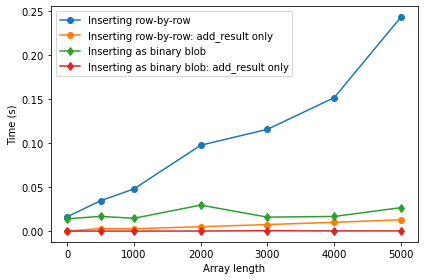 Inserting row-by-row
Inserting row-by-row: add_result only
Inserting as binary blob
Inserting as binary blob: add_result only
0.25
0.20
0.15
0.10
0.05
0.00
Time (s)
0 1000 2000 3000 4000 5000
Array length